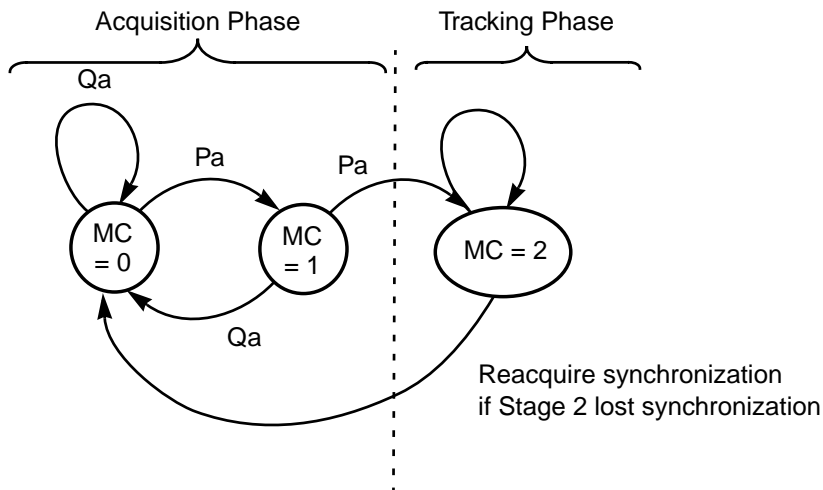 Acquisition Phase
Tracking Phase
Qa
Pa
Pa
MC
= 0
MC
= 1
MC = 2
Qa
Reacquire synchronization
if Stage 2 lost synchronization